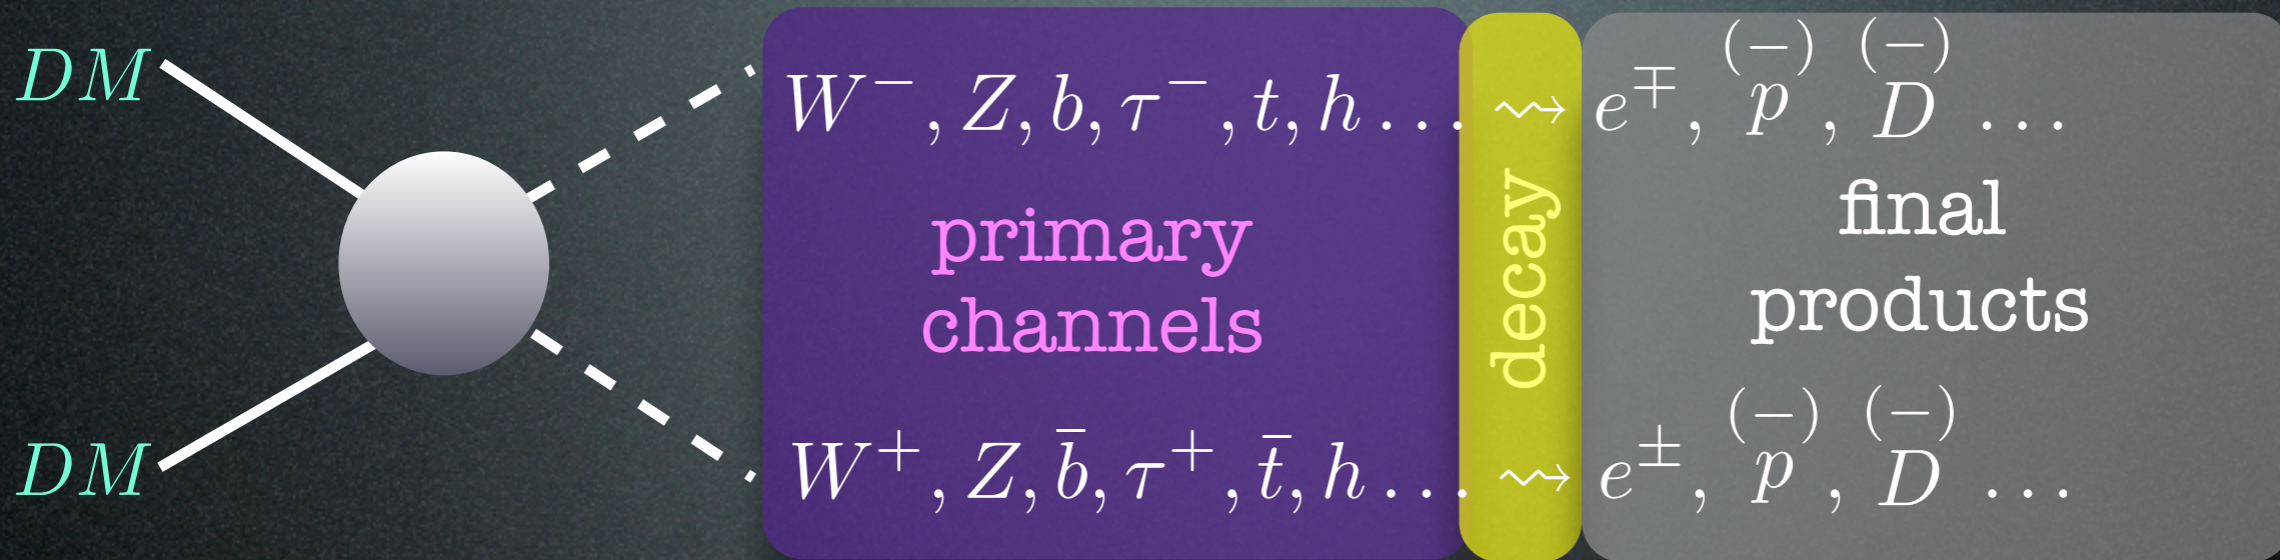 DM
W⁻, Z, b, τ⁻, t, h ... ⇝ e^∓, p^(−), D^(−) ...
primary
channels
decay
final
products
DM
W⁺, Z, b̄, τ⁺, t̄, h ... ⇝ e^±, p^(−), D^(−) ...